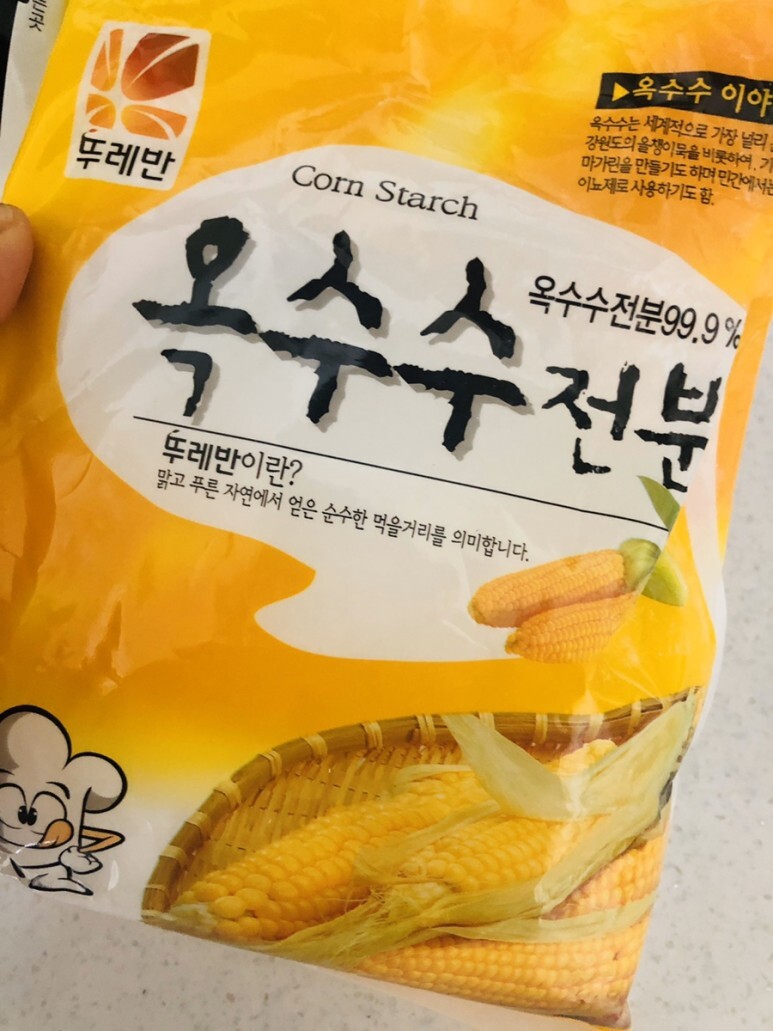 뚜레반
▶옥수수 이야
옥수수는 세계적으로 가장 널리
강원도의 올챙이묵을 비롯하여, 기
마가린을 만들기도 하며 민간에서는
이뇨제로 사용하기도 함.
Corn Starch
옥수수전분99.9%
옥수수전분
뚜레반이란?
맑고 푸른 자연에서 얻은 순수한 먹을거리를 의미합니다.